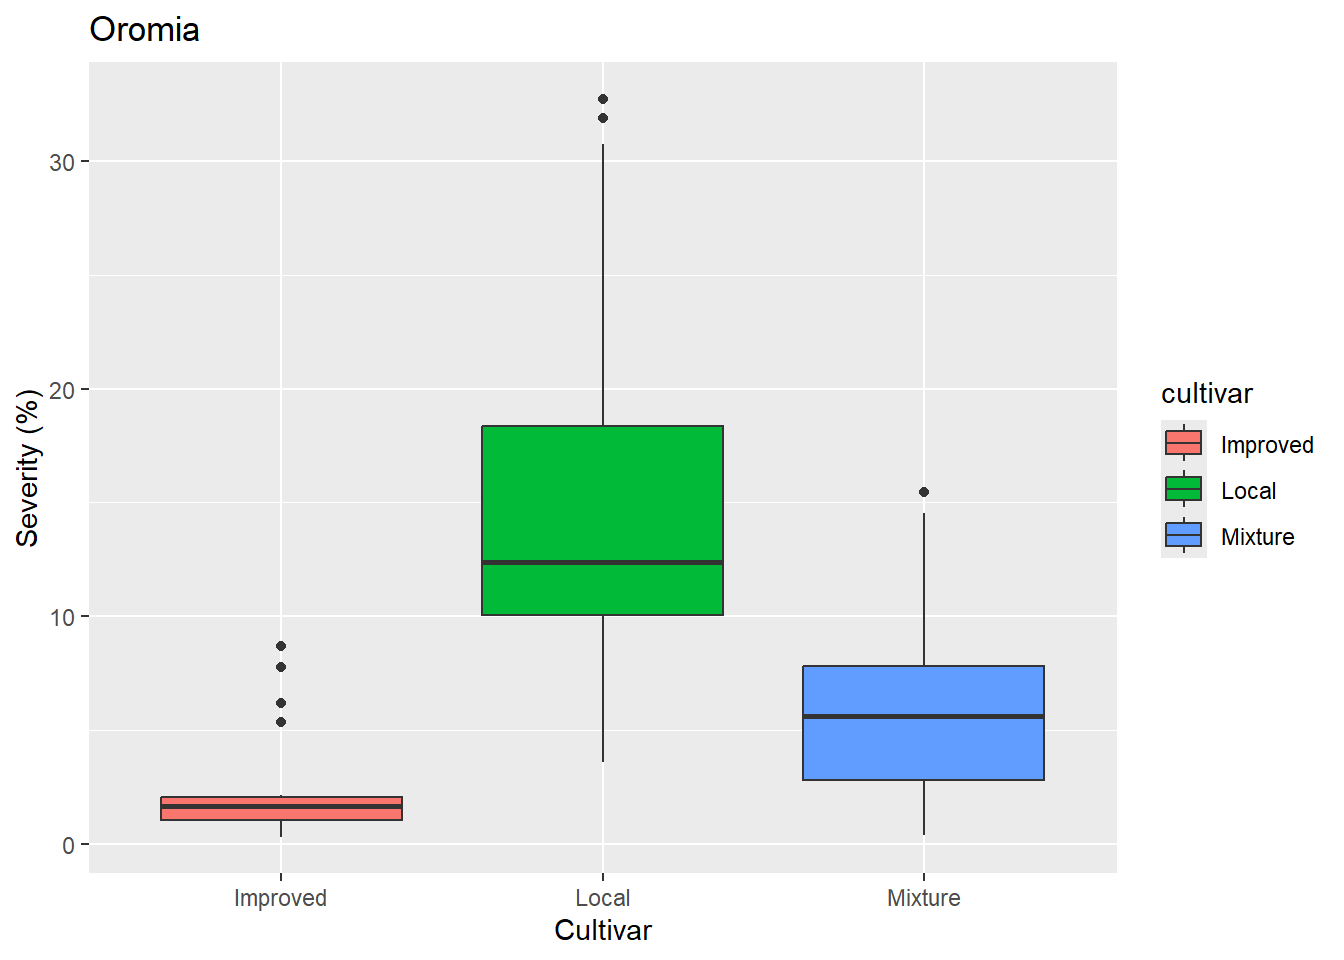 Oromia
Severity (%)
30
20
10
0
Improved
Local
Mixture
Cultivar
cultivar
Improved
Local
Mixture